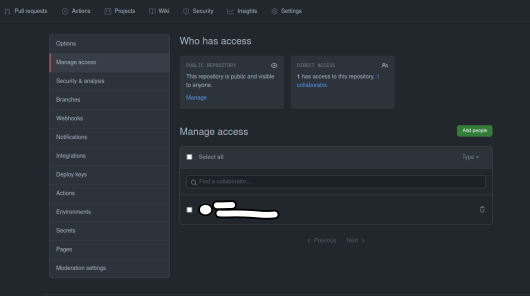 Pull requests Actions Projects Wiki Security Insights Settings
Options
Manage access
Security & analysis
Branches
Webhooks
Notifications
Integrations
Deploy keys
Actions
Environments
Secrets
Pages
Moderation settings
Who has access
PUBLIC REPOSITORY
This repository is public and visible
to anyone.
Manage
DIRECT ACCESS
1 has access to this repository. 1
collaborator.
Manage access
Add people
Select all
Type
Find a collaborator...
Previous Next